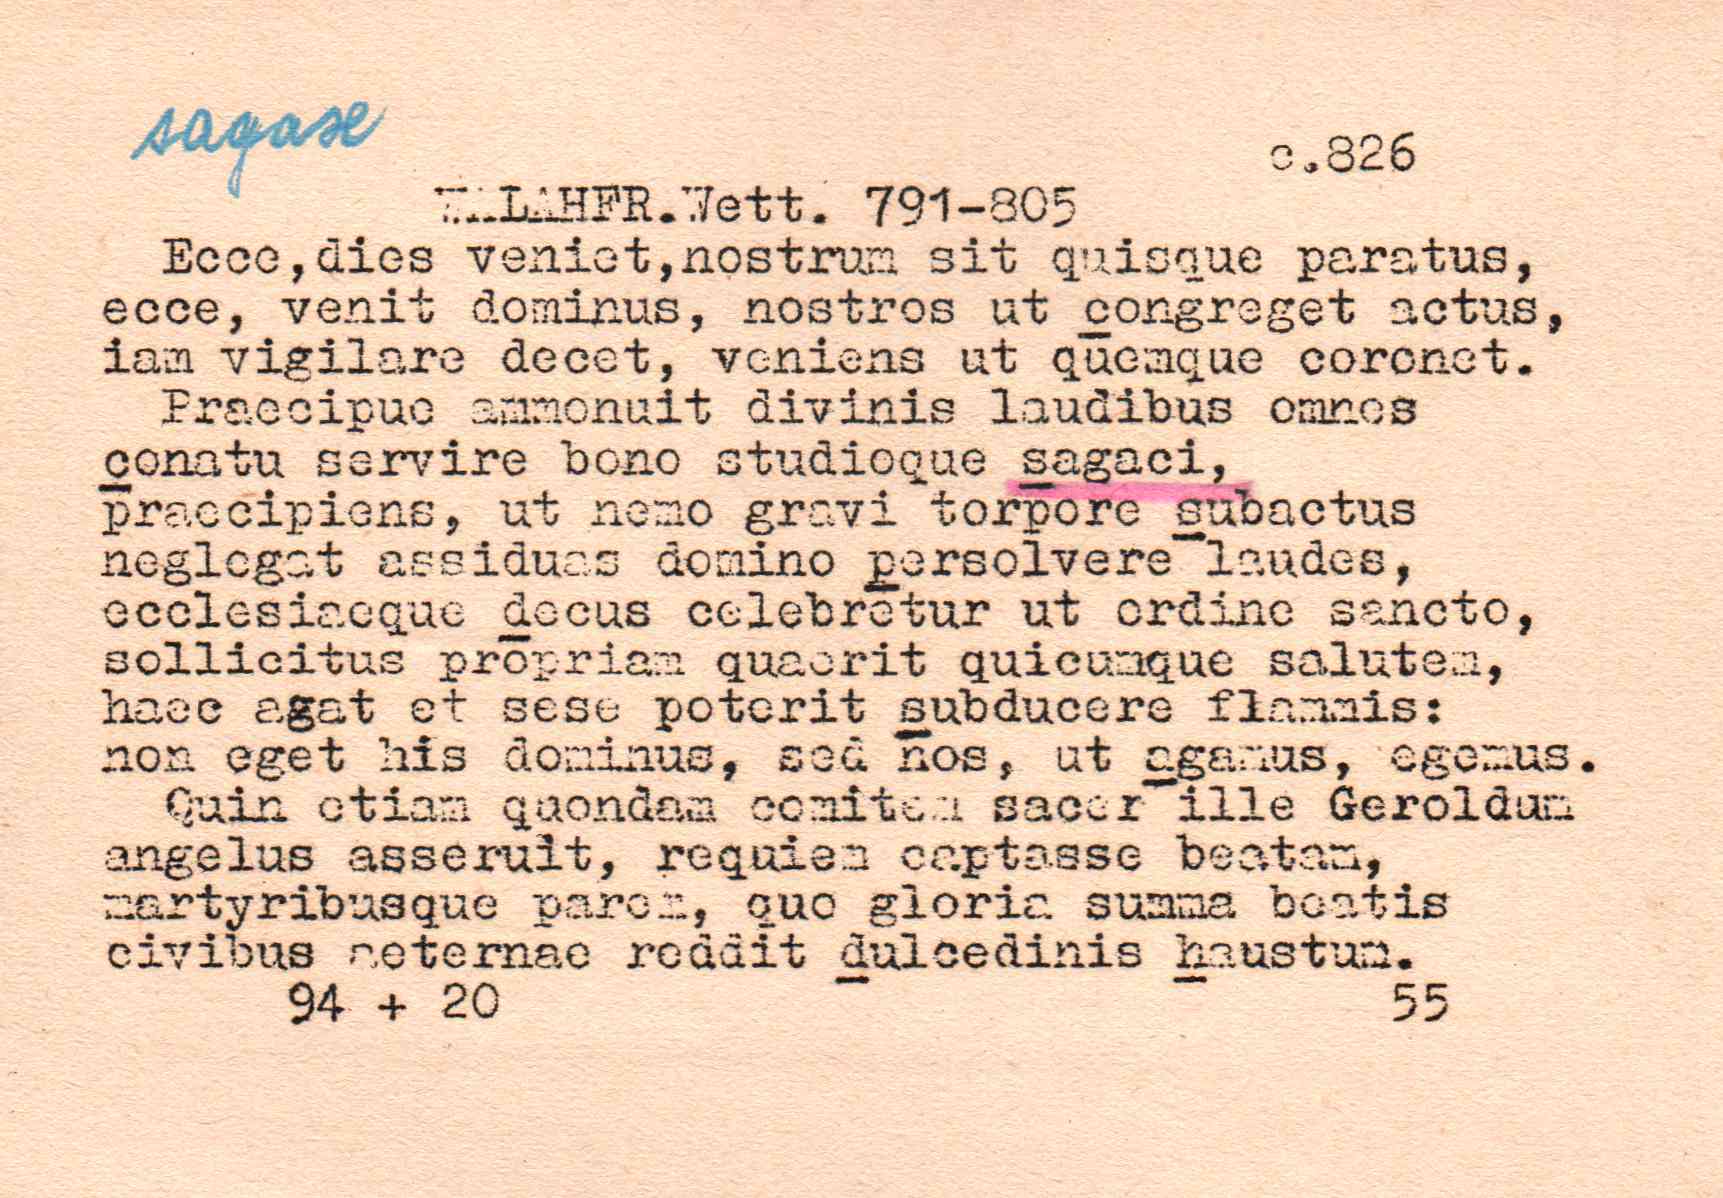 sagax
c.826
WALAHFR.Wett. 791-805
Ecce,dies veniet,nostrum sit quisque paratus,
ecce, venit dominus, nostros ut congreget actus,
iam vigilare decet, veniens ut quemque coronet.
Praecipue ammonuit divinis laudibus omnes
conatu servire bono studioque sagaci,
praecipiens, ut nemo gravi torpore subactus
neglegat assiduas domino persolvere laudes,
ecclesiaeque decus celebretur ut ordine sancto,
sollicitus propriam quaerit quicumque salutem,
haec agat et sese poterit subducere flammis:
non eget his dominus, sed nos, ut agamus, egemus.
Quin etiam quondam comitem sacer ille Geroldum
angelus asseruit, requiem captasse beatam,
martyribusque parem, quo gloria summa beatis
civibus aeternae reddit dulcedinis haustum.
94 + 20 55